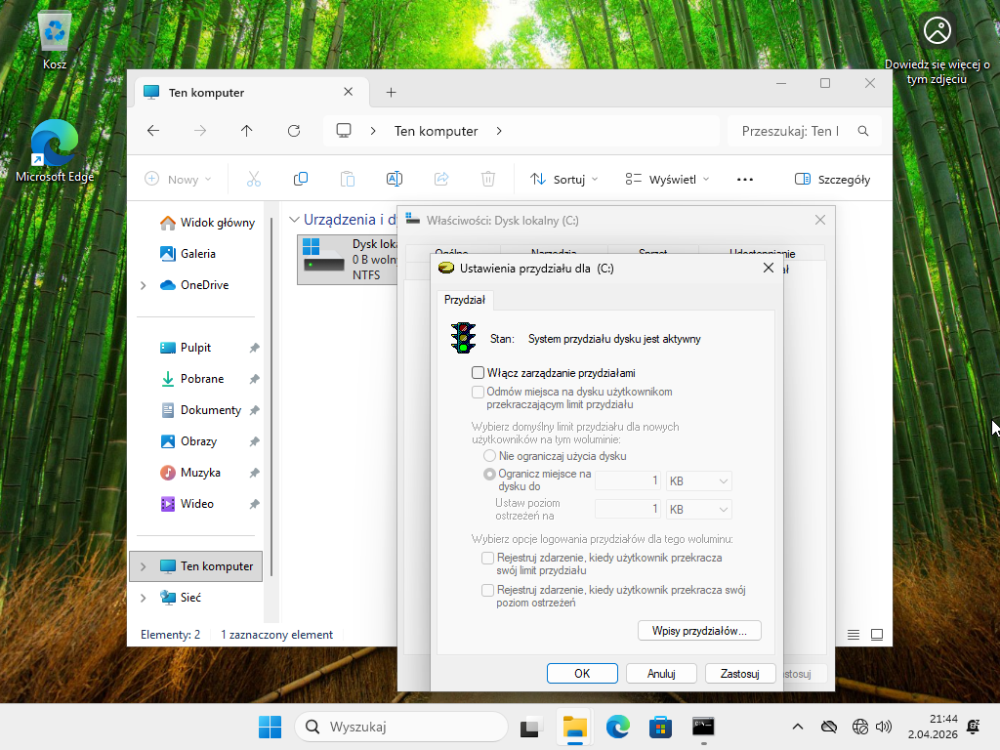 Kosz
Dowiedz się więcej o
tym zdjęciu
Microsoft Edge
Ten komputer
Ten komputer
Przeszukaj: Ten l
Nowy
Sortuj
Wyświetl
Szczegóły
Widok główny
Galeria
OneDrive
Pulpit
Pobrane
Dokumenty
Obrazy
Muzyka
Wideo
Ten komputer
Sieć
Urządzenia i d
Dysk loka
0 B wolny
NTFS
Elementy: 2
1 zaznaczony element
Właściwości: Dysk lokalny (C:)
Ogólne
Narzędzia
Sprzęt
Udostępnianie
Ustawienia przydziału dla (C:)
Przydział
Stan: System przydziału dysku jest aktywny
Włącz zarządzanie przydziałami
Odmów miejsca na dysku użytkownikom
przekraczającym limit przydziału
Wybierz domyślny limit przydziału dla nowych
użytkowników na tym woluminie:
Nie ograniczaj użycia dysku
Ogranicz miejsce na
dysku do
1 KB
Ustaw poziom
ostrzeżeń na
1 KB
Wybierz opcje logowania przydziałów dla tego woluminu:
Rejestruj zdarzenie, kiedy użytkownik przekracza
swój limit przydziału
Rejestruj zdarzenie, kiedy użytkownik przekracza swój
poziom ostrzeżeń
Wpisy przydziałów...
OK
Anuluj
Zastosuj
stosuj
Wyszukaj
21:44
2.04.2026